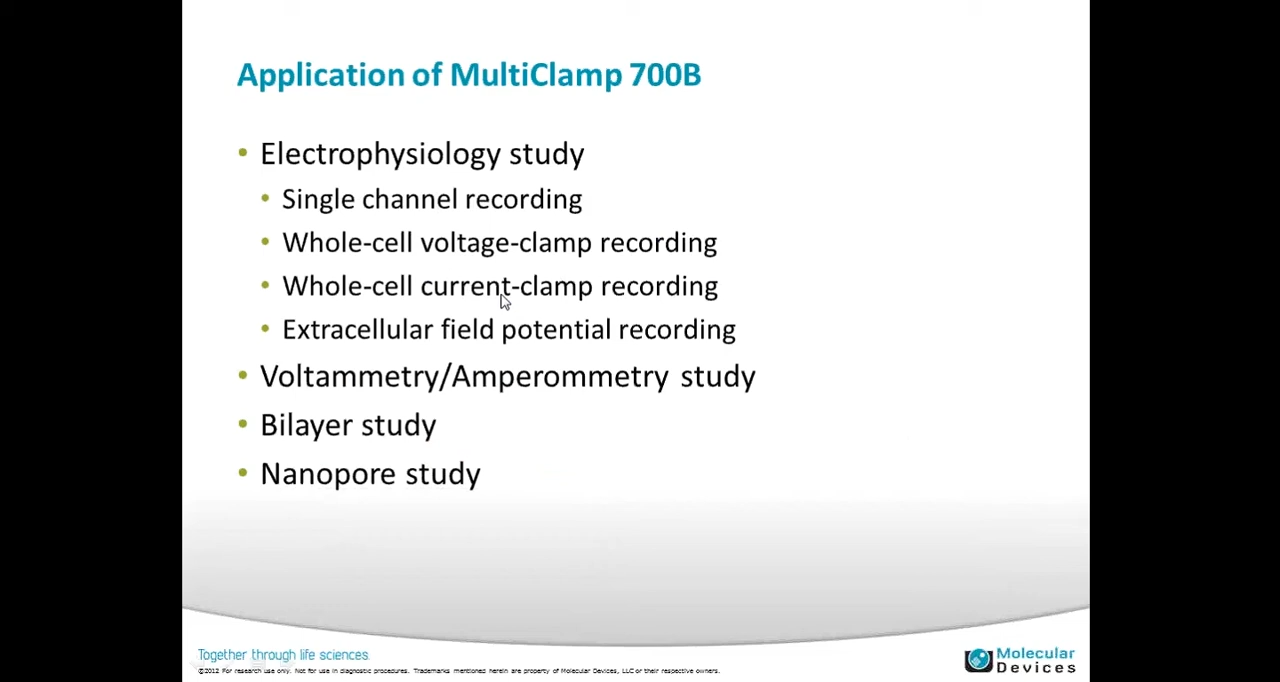 Application of MultiClamp 700B
• Electrophysiology study
• Single channel recording
• Whole-cell voltage-clamp recording
• Whole-cell current-clamp recording
• Extracellular field potential recording
• Voltammetry/Amperommetry study
• Bilayer study
• Nanopore study
Together through life sciences.
©2012 For research use only. Not for use in diagnostic procedures. Trademarks mentioned herein are property of Molecular Devices, LLC or their respective owners.
Molecular
Devices